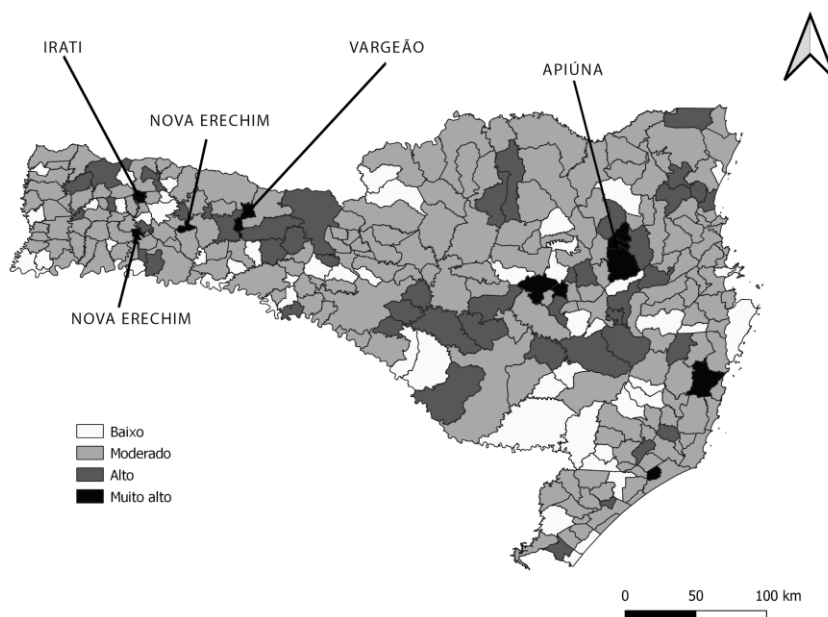 IRATI
VARGEÃO
APIÚNA
NOVA ERECHIM
NOVA ERECHIM
Baixo
Moderado
Alto
Muito alto
0 50 100 km